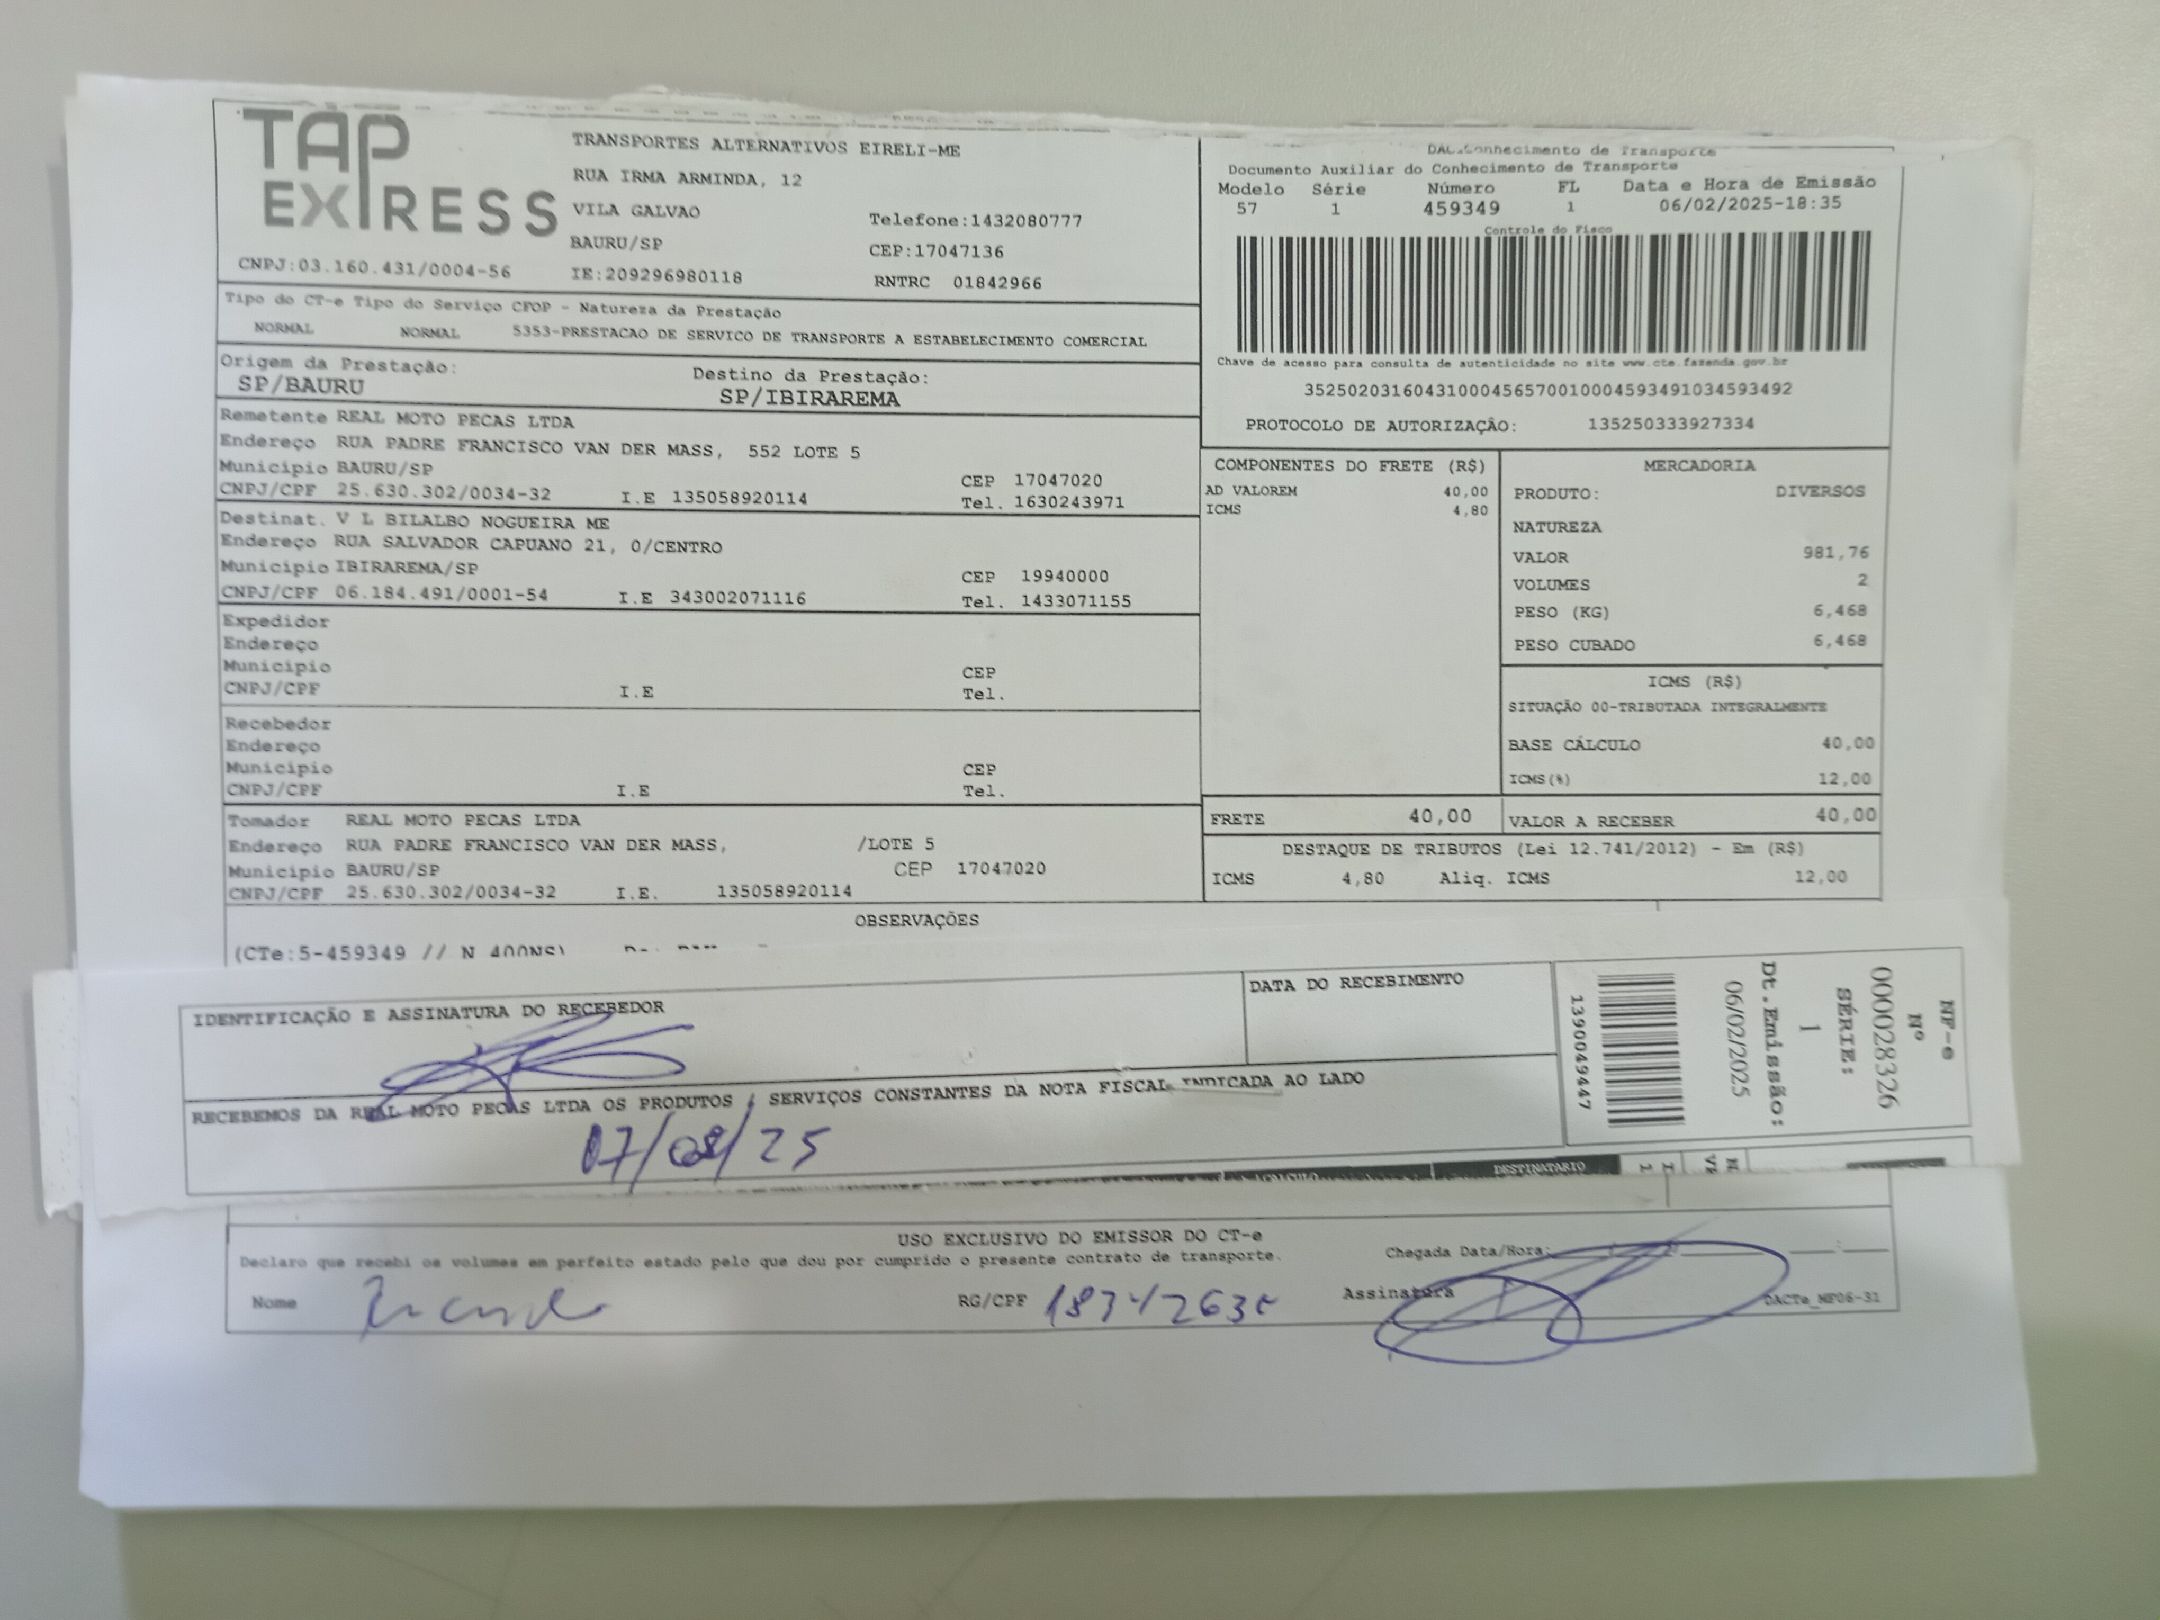 TAP EXPRESS
TRANSPORTES ALTERNATIVOS EIRELI-ME
RUA IRMA ARMINDA, 12
VILA GALVAO Telefone:1432080777
BAURU/SP CEP:17047136
CNPJ:03.160.431/0004-56 IE:209296980118 RNTRC 01842966
Conhecimento de Transporte
Documento Auxiliar do Conhecimento de Transporte
Modelo Série Número FL Data e Hora de Emissão
57 1 459349 1 06/02/2025-18:35
Controle do Fisco
Chave de acesso para consulta de autenticidade no site www.cte.fazenda.gov.br
35250203160431000456570010004593491034593492
PROTOCOLO DE AUTORIZAÇÃO: 135250333927334
Tipo do CT-e Tipo do Serviço CFOP - Natureza da Prestação
NORMAL NORMAL 5353-PRESTACAO DE SERVICO DE TRANSPORTE A ESTABELECIMENTO COMERCIAL
Origem da Prestação: Destino da Prestação:
SP/BAURU SP/IBIRAREMA
Remetente REAL MOTO PECAS LTDA
Endereço RUA PADRE FRANCISCO VAN DER MASS, 552 LOTE 5
Municipio BAURU/SP CEP 17047020
CNPJ/CPF 25.630.302/0034-32 I.E 135058920114 Tel. 1630243971
Destinat. V L BILALBO NOGUEIRA ME
Endereço RUA SALVADOR CAPUANO 21, 0/CENTRO
Municipio IBIRAREMA/SP CEP 19940000
CNPJ/CPF 06.184.491/0001-54 I.E 343002071116 Tel. 1433071155
Expedidor
Endereço
Municipio CEP
CNPJ/CPF I.E Tel.
Recebedor
Endereço
Municipio CEP
CNPJ/CPF I.E Tel.
Tomador REAL MOTO PECAS LTDA
Endereço RUA PADRE FRANCISCO VAN DER MASS, /LOTE 5
Municipio BAURU/SP CEP 17047020
CNPJ/CPF 25.630.302/0034-32 I.E. 135058920114
COMPONENTES DO FRETE (R$)
AD VALOREM 40,00
ICMS 4,80
MERCADORIA
PRODUTO: DIVERSOS
NATUREZA
VALOR 981,76
VOLUMES 2
PESO (KG) 6,468
PESO CUBADO 6,468
ICMS (R$)
SITUAÇÃO 00-TRIBUTADA INTEGRALMENTE
BASE CÁLCULO 40,00
ICMS(%) 12,00
FRETE 40,00 VALOR A RECEBER 40,00
DESTAQUE DE TRIBUTOS (Lei 12.741/2012) - Em (R$)
ICMS 4,80 Aliq. ICMS 12,00
OBSERVAÇÕES
(CTe:5-459349 //
IDENTIFICAÇÃO E ASSINATURA DO RECEBEDOR
DATA DO RECEBIMENTO
RECEBEMOS DA REAL MOTO PECAS LTDA OS PRODUTOS / SERVIÇOS CONSTANTES DA NOTA FISCAL INDICADA AO LADO
NF-e
Nº
000028326
SÉRIE:
1
Dt.Emissão:
06/02/2025
1390049447
DESTINATARIO
USO EXCLUSIVO DO EMISSOR DO CT-e
Declaro que recebi os volumes em perfeito estado pelo que dou por cumprido o presente contrato de transporte.
Chegada Data/Hora:
Nome RG/CPF Assinatura
DACTe_MF06-31